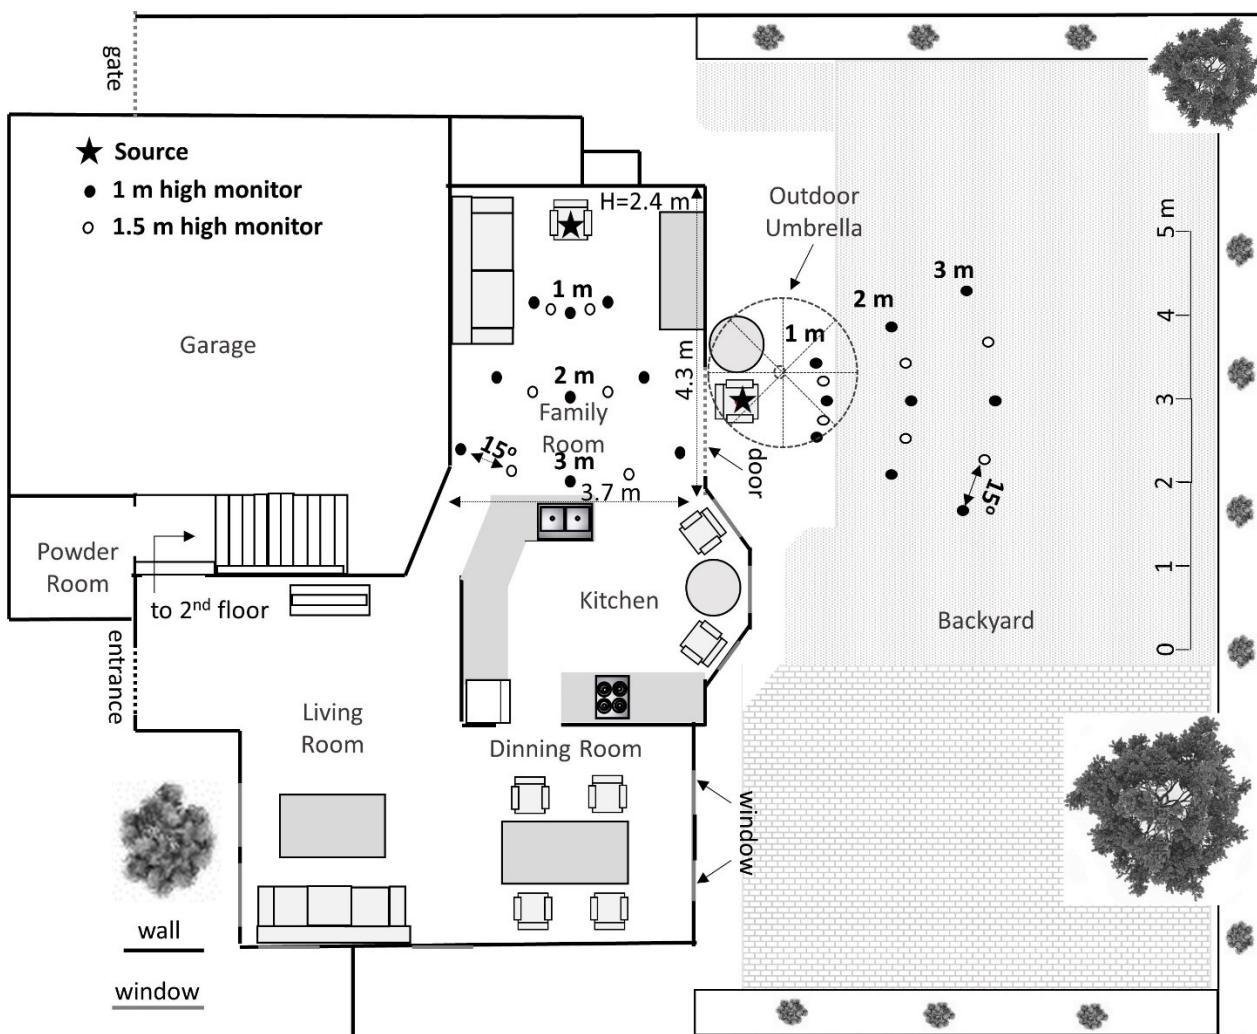 gate
Source
1 m high monitor
1.5 m high monitor
H=2.4 m
Outdoor
Umbrella
5 m
3 m
1 m
2 m
4
1 m
Garage
4.3 m
2 m
3
Family
Room
15°
3 m
door
3.7 m
15°
2
Powder
Room
to 2nd floor
Kitchen
1
Backyard
0
entrance
Living
Room
Dinning Room
window
wall
window